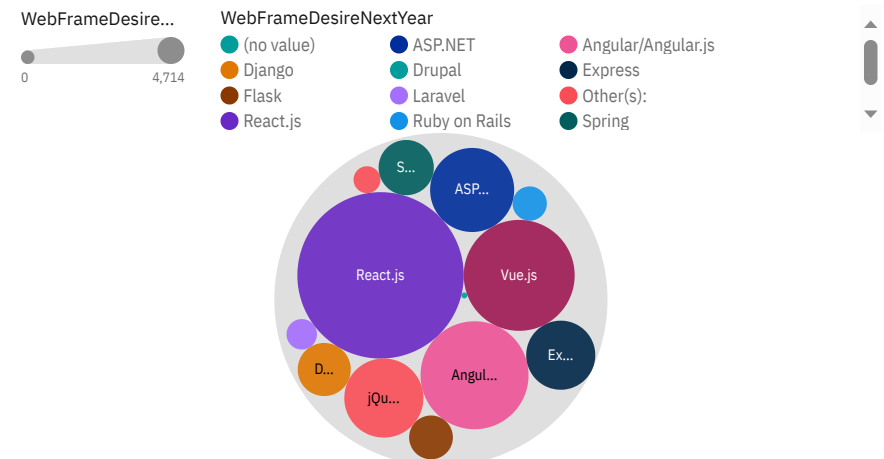 WebFrameDesire...
0
4,714
WebFrameDesireNextYear
(no value)
ASP.NET
Angular/Angular.js
Django
Drupal
Express
Flask
Laravel
Other(s):
React.js
Ruby on Rails
Spring
S...
ASP...
React.js
Vue.js
Ex...
D...
Angul...
jQu...